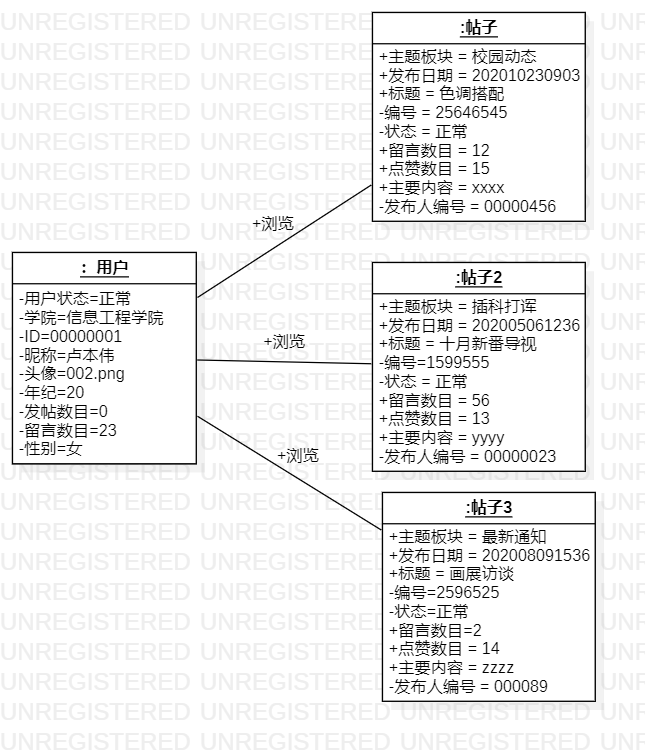 :帖子
+主题板块 = 校园动态
+发布日期 = 202010230903
+标题 = 色调搭配
-编号 = 25646545
-状态 = 正常
+留言数目 = 12
+点赞数目 = 15
+主要内容 = xxxx
-发布人编号 = 00000456
+浏览
: 用户
-用户状态=正常
-学院=信息工程学院
-ID=00000001
-昵称=卢本伟
-头像=002.png
-年纪=20
-发帖数目=0
-留言数目=23
-性别=女
+浏览
:帖子2
+主题板块 = 插科打诨
+发布日期 = 202005061236
+标题 = 十月新番导视
-编号=1599555
-状态 = 正常
+留言数目 = 56
+点赞数目 = 13
+主要内容 = yyyy
-发布人编号 = 00000023
+浏览
:帖子3
+主题板块 = 最新通知
+发布日期 = 202008091536
+标题 = 画展访谈
-编号=2596525
-状态=正常
+留言数目=2
+点赞数目 = 14
+主要内容 = zzzz
-发布人编号 = 000089
UNREGISTERED